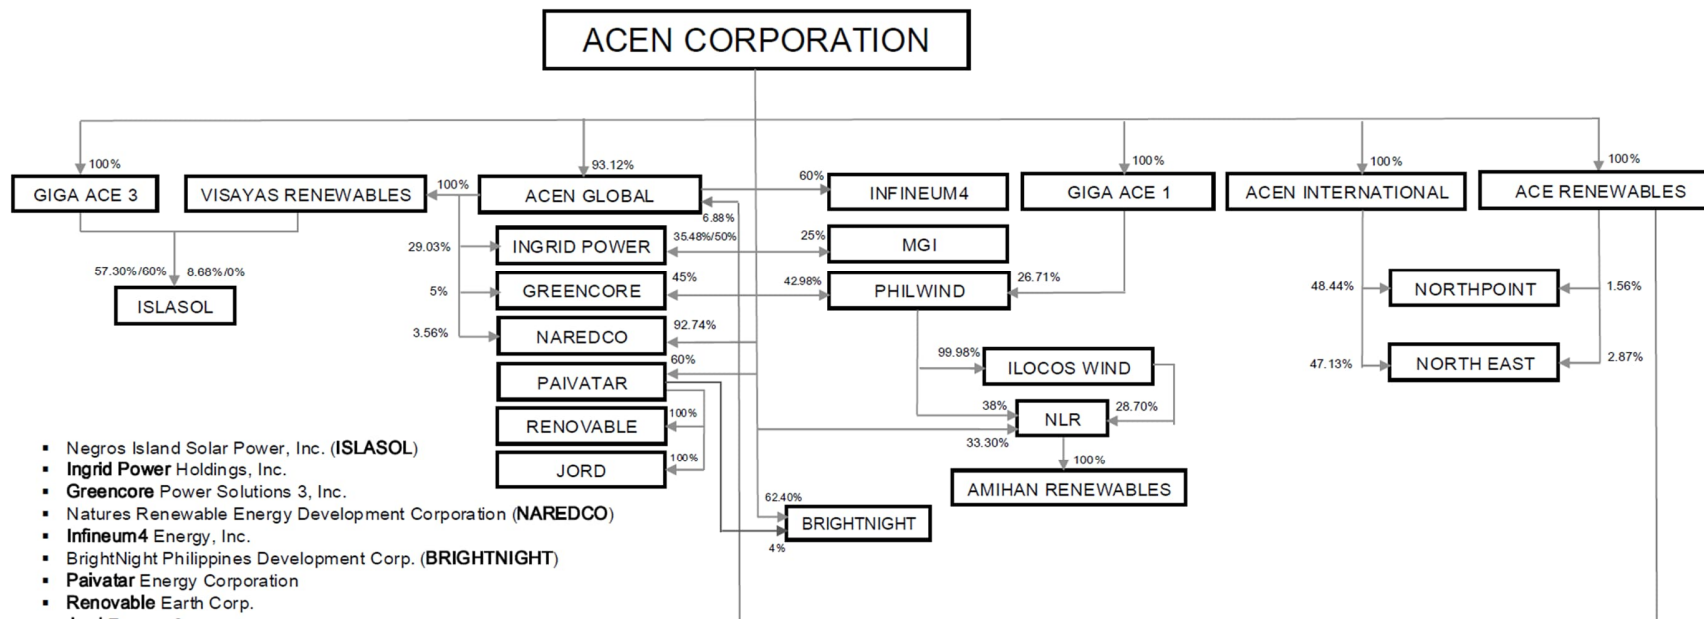 ACEN CORPORATION
100%
93.12%
100%
100%
100%
GIGA ACE 3
VISAYAS RENEWABLES
100%
ACEN GLOBAL
60%
INFINEUM4
GIGA ACE 1
ACEN INTERNATIONAL
ACE RENEWABLES
6.88%
29.03%
INGRID POWER
35.48%/50%
25%
MGI
57.30%/60%
8.68%/0%
5%
GREENCORE
45%
42.98%
PHILWIND
26.71%
48.44%
NORTHPOINT
1.56%
ISLASOL
3.56%
NAREDCO
92.74%
60%
99.98%
ILOCOS WIND
47.13%
NORTH EAST
2.87%
PAIVATAR
100%
RENOVABLE
38%
NLR
28.70%
33.30%
100%
JORD
100%
AMIHAN RENEWABLES
62.40%
BRIGHTNIGHT
4%
▪ Negros Island Solar Power, Inc. (ISLASOL)
▪ Ingrid Power Holdings, Inc.
▪ Greencore Power Solutions 3, Inc.
▪ Natures Renewable Energy Development Corporation (NAREDCO)
▪ Infineum4 Energy, Inc.
▪ BrightNight Philippines Development Corp. (BRIGHTNIGHT)
▪ Paivatar Energy Corporation
▪ Renovable Earth Corp.